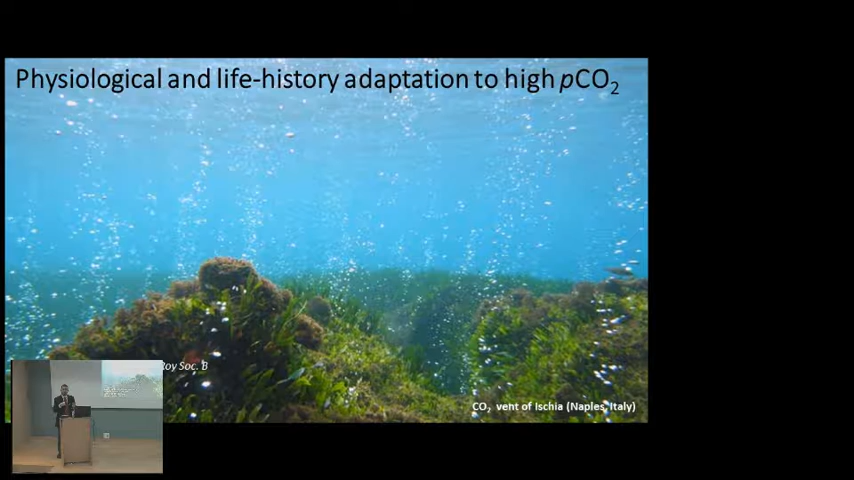 Physiological and life-history adaptation to high pCO₂
Roy Soc. B
CO₂ vent of Ischia (Naples, Italy)